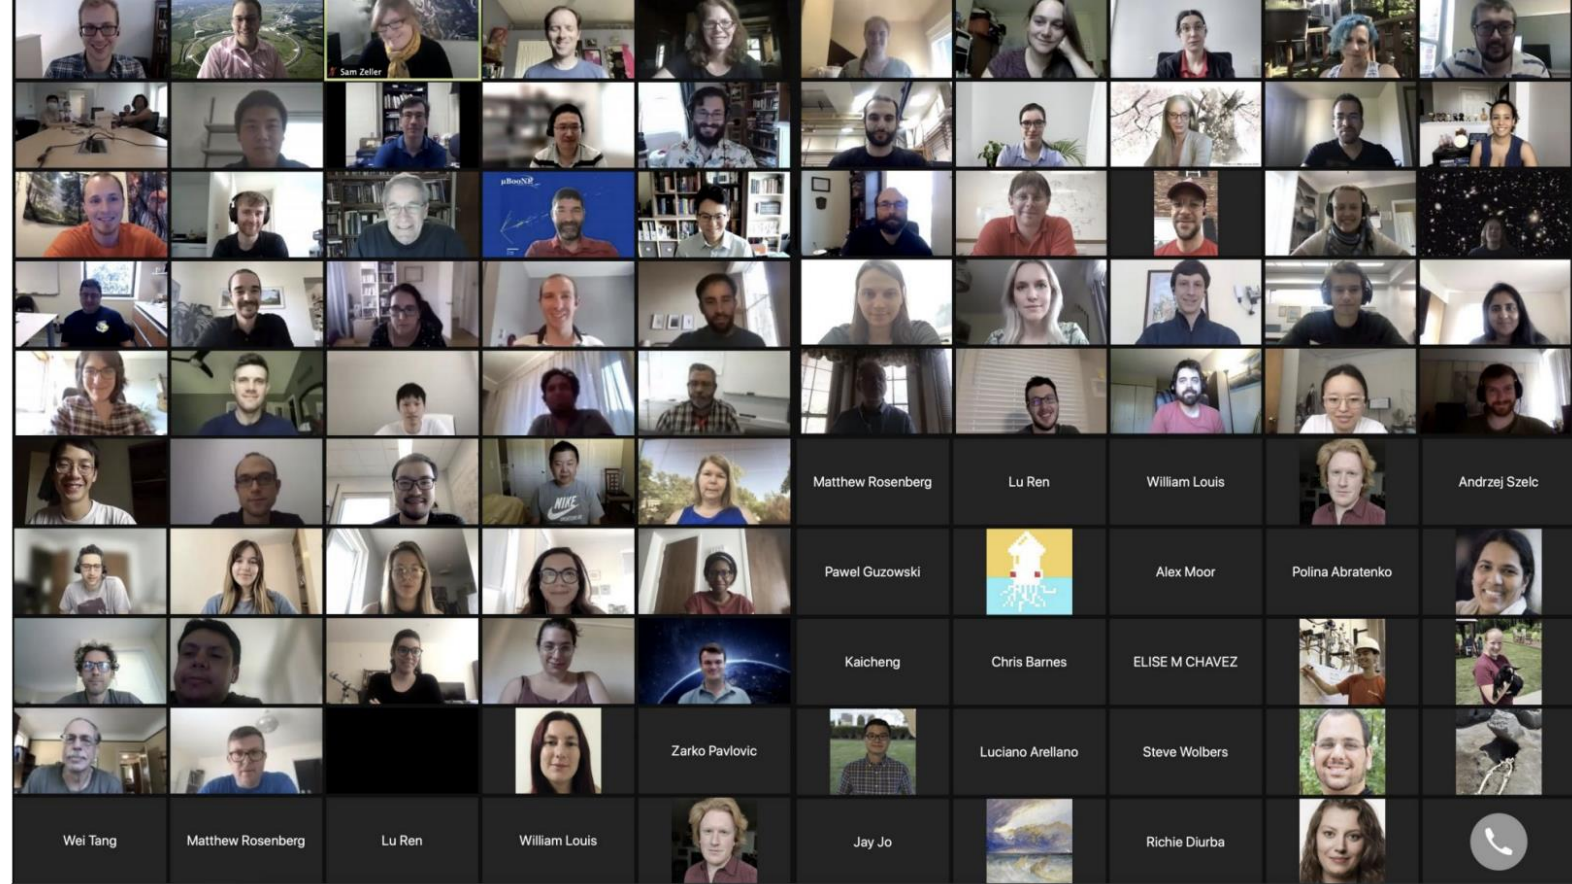 Sam Zeller
μBooNE
NIKE
Matthew Rosenberg
Lu Ren
William Louis
Andrzej Szelc
Pawel Guzowski
Alex Moor
Polina Abratenko
Kaicheng
Chris Barnes
ELISE M CHAVEZ
Zarko Pavlovic
Luciano Arellano
Steve Wolbers
Wei Tang
Matthew Rosenberg
Lu Ren
William Louis
Jay Jo
Richie Diurba